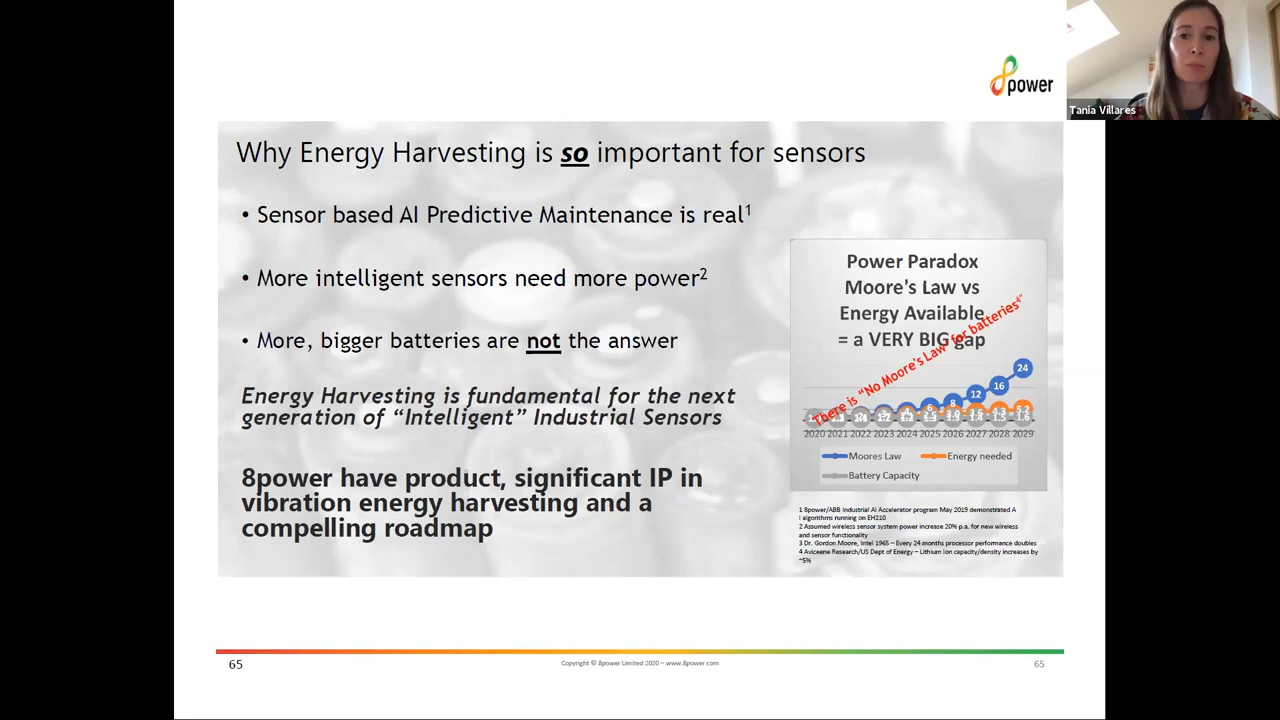 8power
Tania Villares
Why Energy Harvesting is so important for sensors
• Sensor based AI Predictive Maintenance is real1
• More intelligent sensors need more power2
• More, bigger batteries are not the answer
Energy Harvesting is fundamental for the next
generation of “Intelligent” Industrial Sensors
8power have product, significant IP in
vibration energy harvesting and a
compelling roadmap
Power Paradox
Moore's Law vs
Energy Available
= a VERY BIG gap
There is “No Moore's Law for batteries4”
24
16
12
8
6
5.2
1.6
2020 2021 2022 2023 2024 2025 2026 2027 2028 2029
Moores Law
Energy needed
Battery Capacity
1 8power/ABB Industrial AI Accelerator program May 2019 demonstrated A
I algorithms running on EH210
2 Assumed wireless sensor system power increase 20% p.a. for new wireless
and sensor functionality
3 Dr. Gordon Moore, Intel 1965 – Every 24 months processor performance doubles
4 Aviceene Research/US Dept of Energy – Lithium Ion capacity/density increases by
~5%
65
Copyright © 8power Limited 2020 – www.8power.com
65